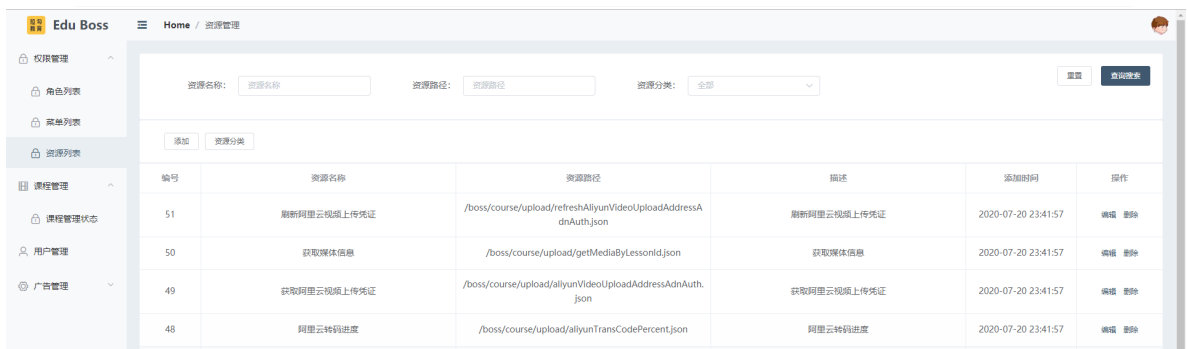 拉勾
教育
Edu Boss
Home / 资源管理
权限管理
角色列表
菜单列表
资源列表
课程管理
课程管理状态
用户管理
广告管理
资源名称: 资源名称
资源路径: 资源路径
资源分类: 全部
重置 查询搜索
添加 资源分类
编号 资源名称 资源路径 描述 添加时间 操作
51 刷新阿里云视频上传凭证 /boss/course/upload/refreshAliyunVideoUploadAddressA
dnAuth.json 刷新阿里云视频上传凭证 2020-07-20 23:41:57 编辑 删除
50 获取媒体信息 /boss/course/upload/getMediaByLessonId.json 获取媒体信息 2020-07-20 23:41:57 编辑 删除
49 获取阿里云视频上传凭证 /boss/course/upload/aliyunVideoUploadAddressAdnAuth.
json 获取阿里云视频上传凭证 2020-07-20 23:41:57 编辑 删除
48 阿里云转码进度 /boss/course/upload/aliyunTransCodePercent.json 阿里云转码进度 2020-07-20 23:41:57 编辑 删除